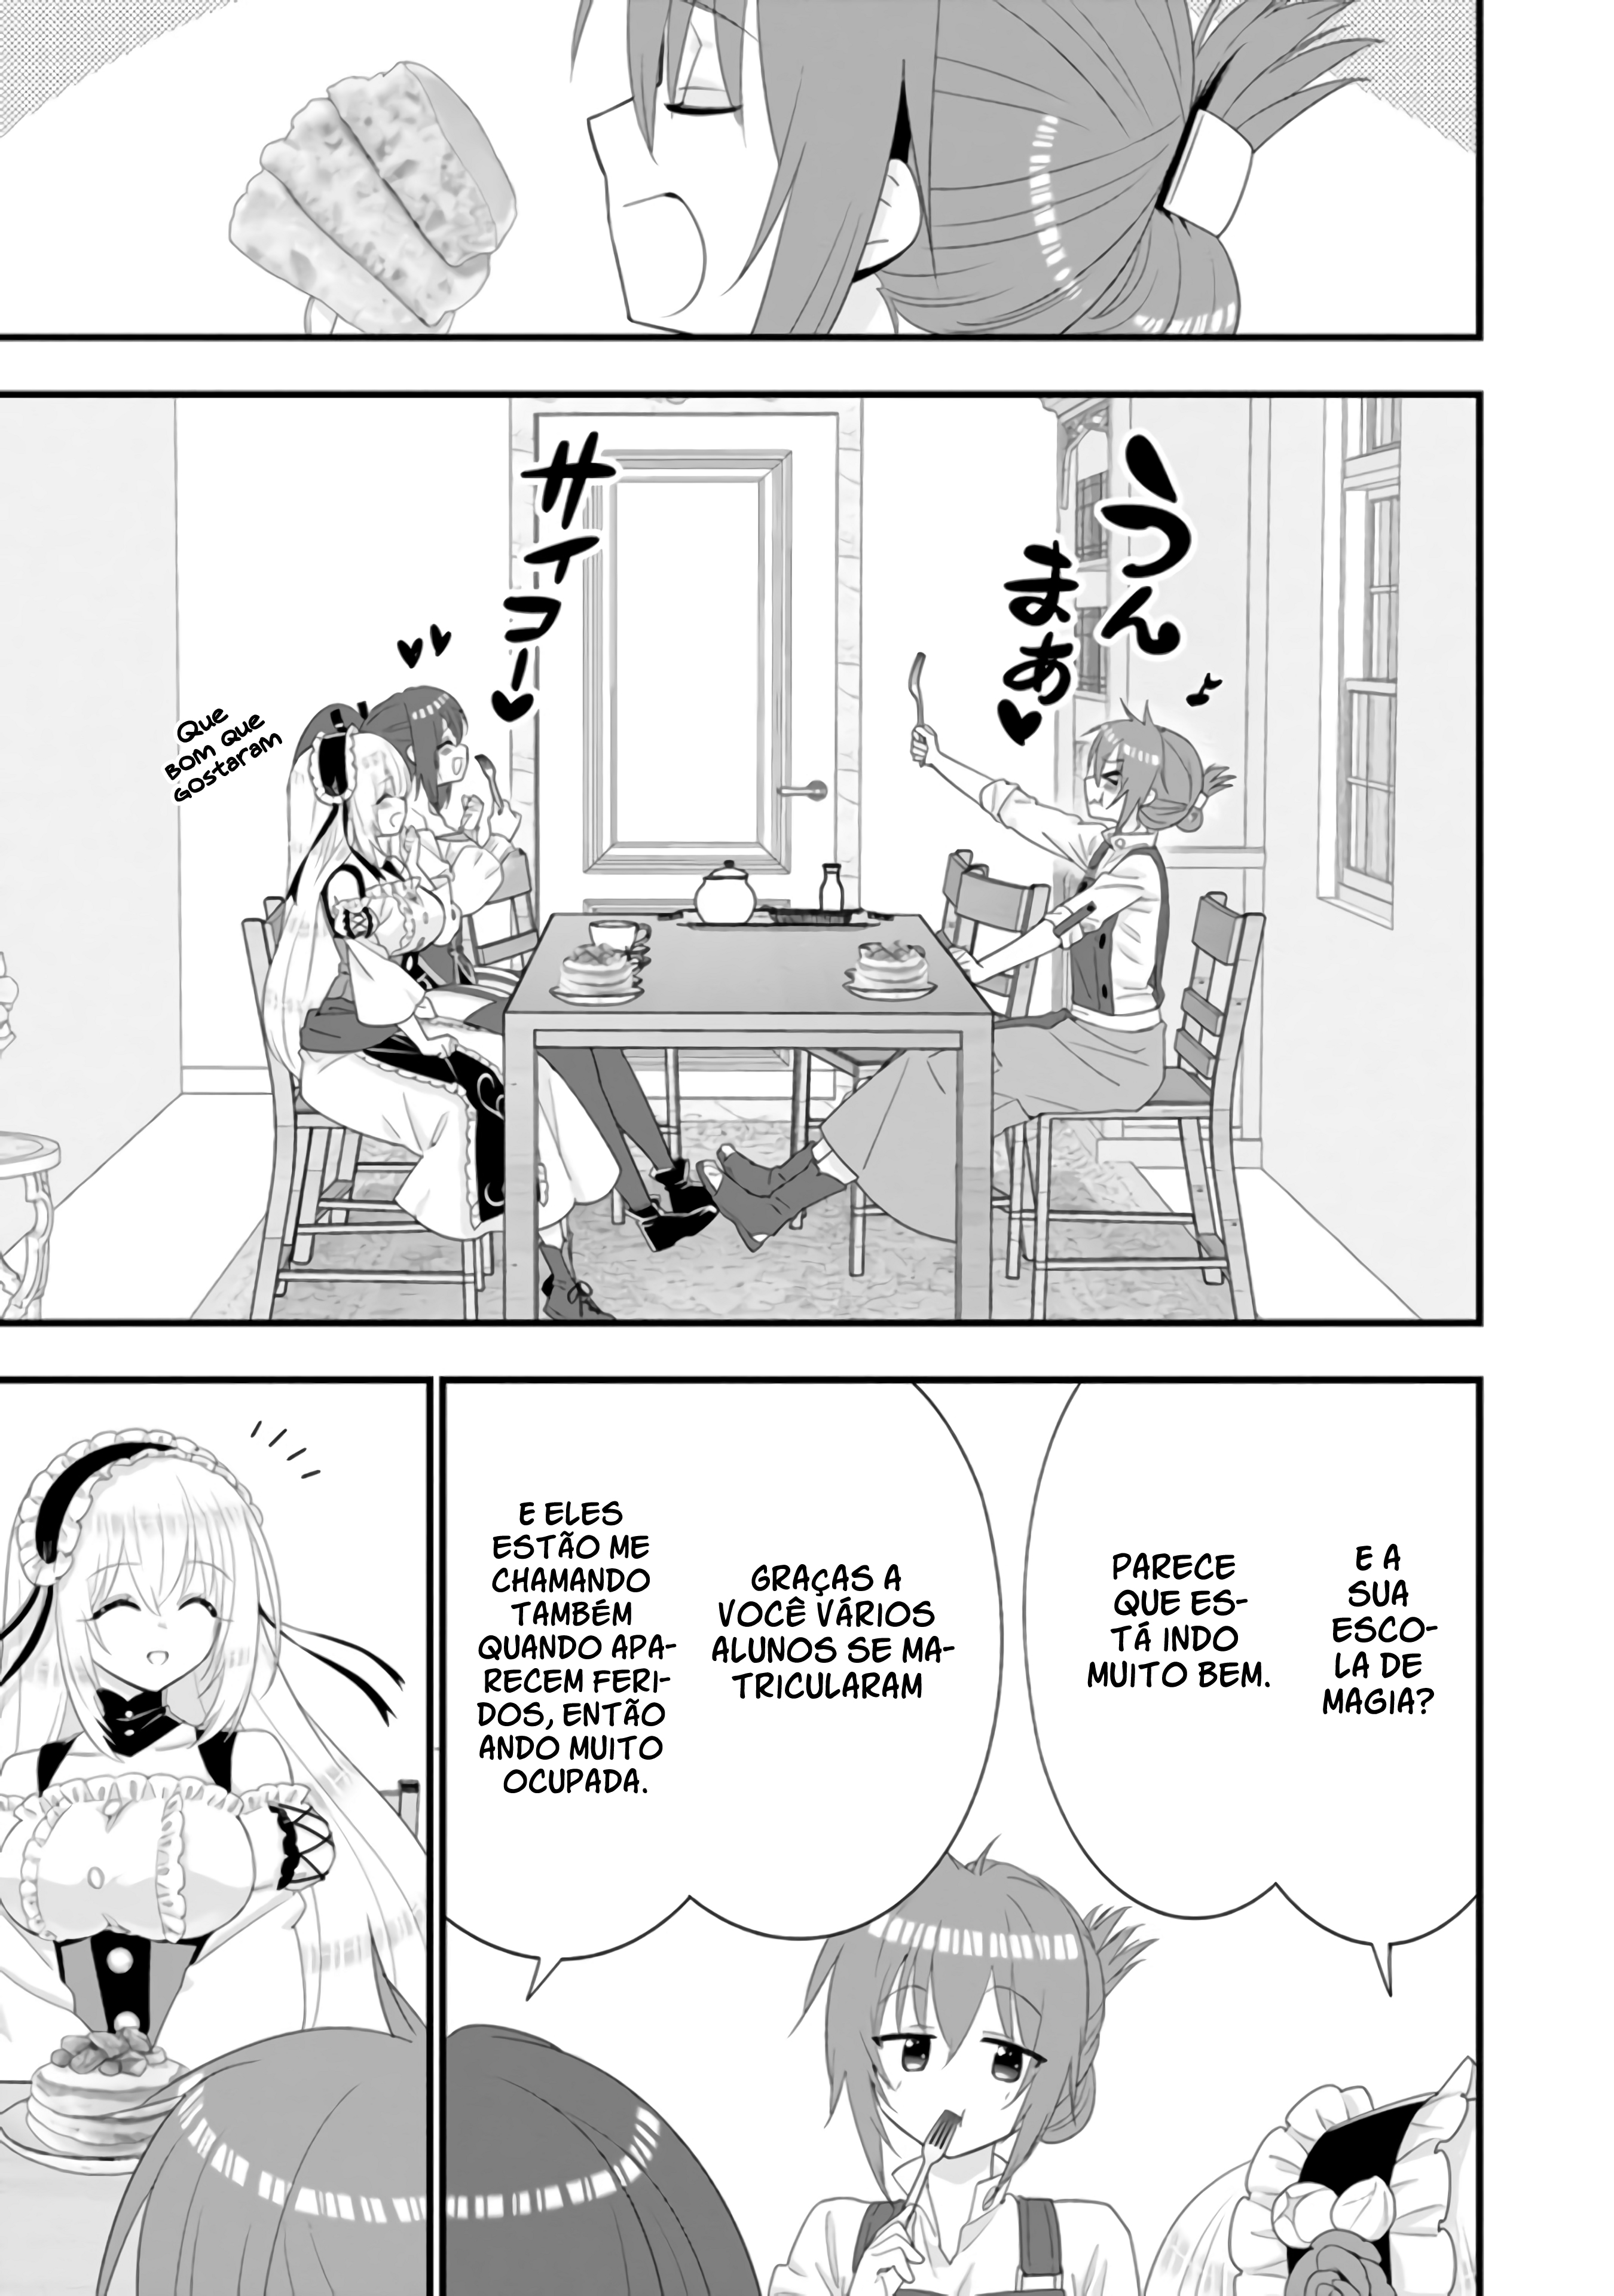 うん
まぁ♥
♪
サイコー♥
Que
bom que
gostaram
E A
SUA
ESCO-
LA DE
MAGIA?
PARECE
QUE ES-
TÁ INDO
MUITO BEM.
GRAÇAS A
VOCÊ VÁRIOS
ALUNOS SE MA-
TRICULARAM
E ELES
ESTÃO ME
CHAMANDO
TAMBÉM
QUANDO APA-
RECEM FERI-
DOS, ENTÃO
ANDO MUITO
OCUPADA.